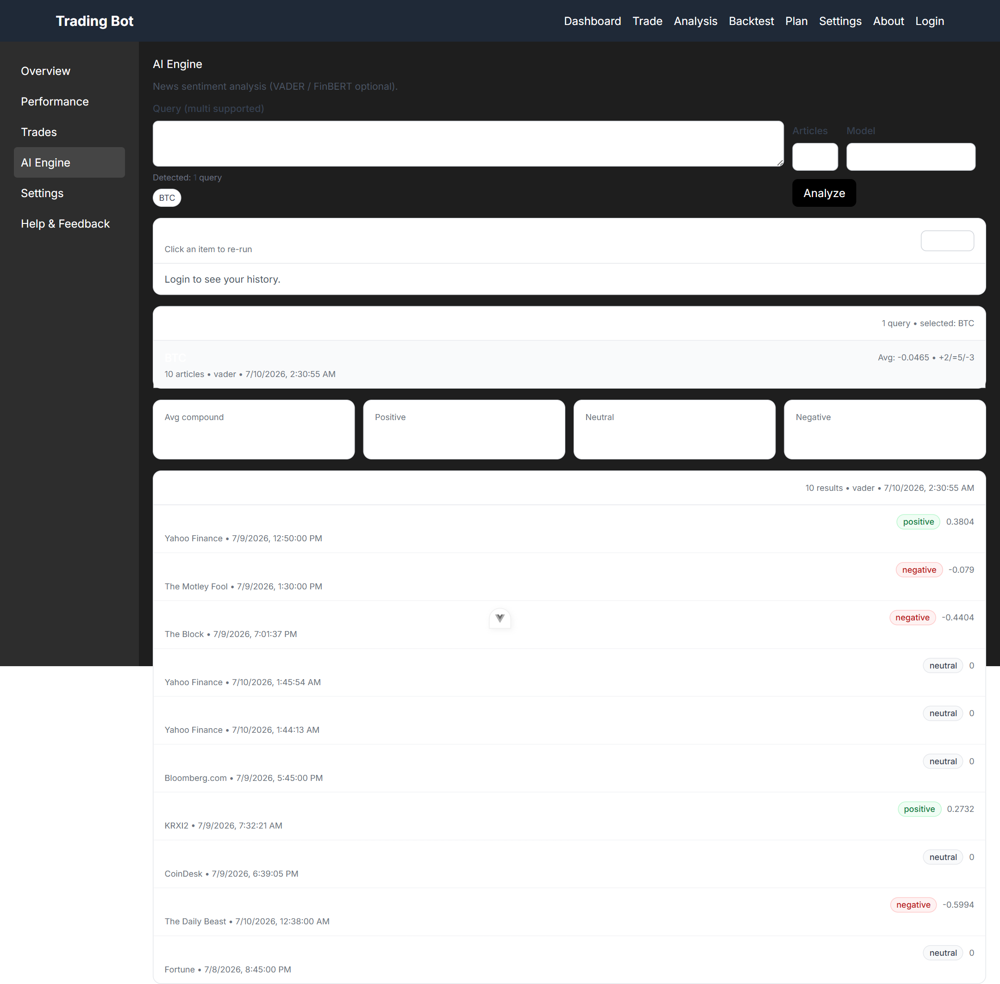 Trading Bot
Dashboard Trade Analysis Backtest Plan Settings About Login
Overview
Performance
Trades
AI Engine
Settings
Help & Feedback
AI Engine
News sentiment analysis (VADER / FinBERT optional).
Query (multi supported)
Articles Model
Detected: 1 query
BTC
Analyze
Click an item to re-run
Login to see your history.
1 query • selected: BTC
BTC
Avg: -0.0465 • +2/=5/-3
10 articles • vader • 7/10/2026, 2:30:55 AM
Avg compound
Positive
Neutral
Negative
10 results • vader • 7/10/2026, 2:30:55 AM
positive 0.3804
Yahoo Finance • 7/9/2026, 12:50:00 PM
negative -0.079
The Motley Fool • 7/9/2026, 1:30:00 PM
negative -0.4404
The Block • 7/9/2026, 7:01:37 PM
neutral 0
Yahoo Finance • 7/10/2026, 1:45:54 AM
neutral 0
Yahoo Finance • 7/10/2026, 1:44:13 AM
neutral 0
Bloomberg.com • 7/9/2026, 5:45:00 PM
positive 0.2732
KRXI2 • 7/9/2026, 7:32:21 AM
neutral 0
CoinDesk • 7/9/2026, 6:39:05 PM
negative -0.5994
The Daily Beast • 7/10/2026, 12:38:00 AM
neutral 0
Fortune • 7/8/2026, 8:45:00 PM